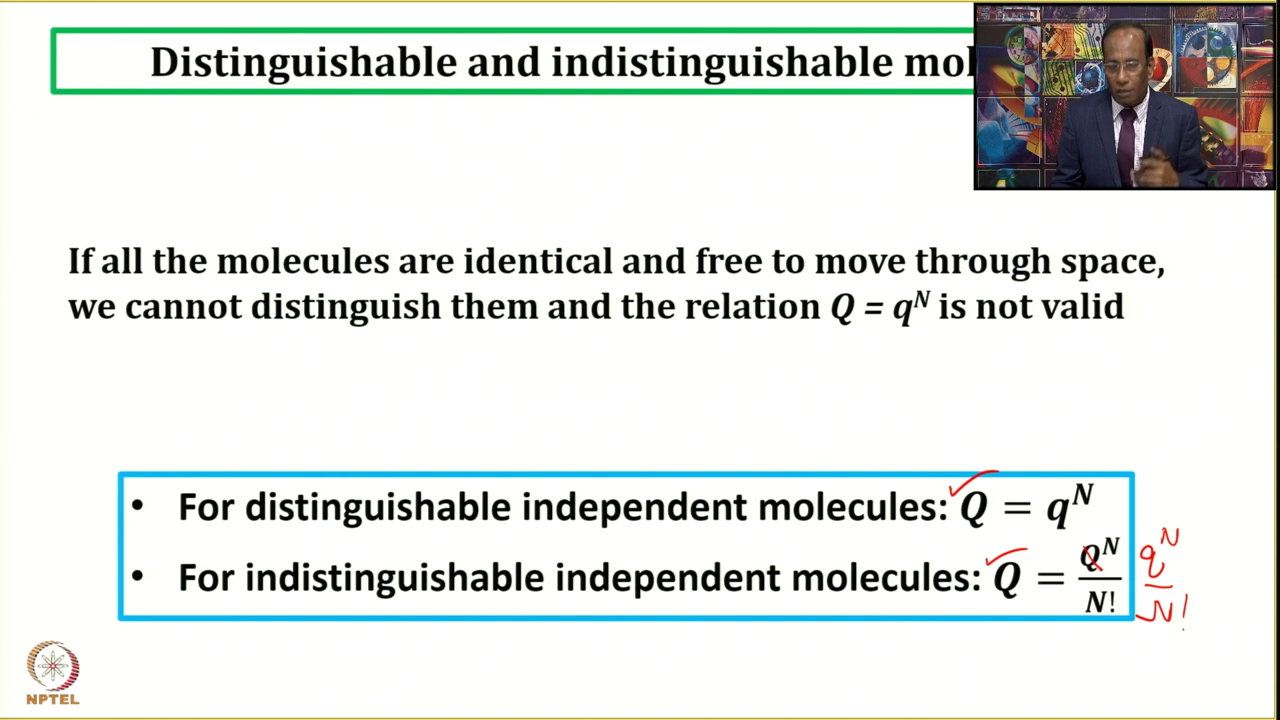 Distinguishable and indistinguishable mol
If all the molecules are identical and free to move through space,
we cannot distinguish them and the relation Q = q^N is not valid
• For distinguishable independent molecules: Q = q^N
• For indistinguishable independent molecules: Q = Q^N/N! q^N/N!
NPTEL